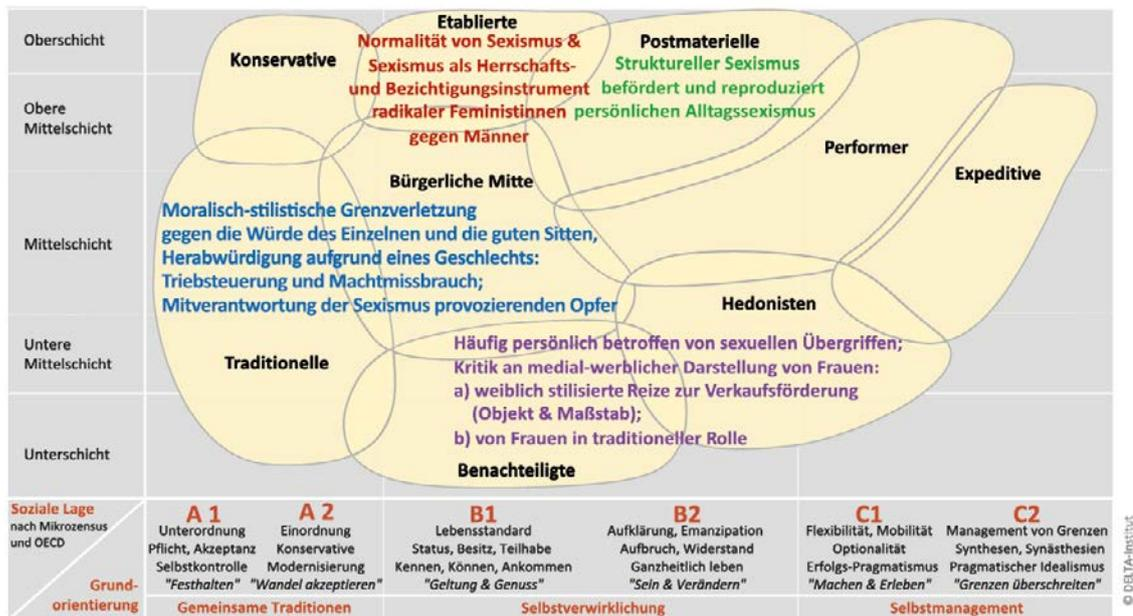 Oberschicht
Obere
Mittelschicht
Mittelschicht
Untere
Mittelschicht
Unterschicht
Konservative
Etablierte
Normalität von Sexismus &
Sexismus als Herrschafts-
und Bezichtigungsinstrument
radikaler Feministinnen
gegen Männer
Postmaterielle
Struktureller Sexismus
befördert und reproduziert
persönlichen Alltagssexismus
Performer
Expeditive
Bürgerliche Mitte
Moralisch-stilistische Grenzverletzung
gegen die Würde des Einzelnen und die guten Sitten,
Herabwürdigung aufgrund eines Geschlechts:
Triebsteuerung und Machtmissbrauch;
Mitverantwortung der Sexismus provozierenden Opfer
Hedonisten
Traditionelle
Häufig persönlich betroffen von sexuellen Übergriffen;
Kritik an medial-werblicher Darstellung von Frauen:
a) weiblich stilisierte Reize zur Verkaufsförderung
(Objekt & Maßstab);
b) von Frauen in traditioneller Rolle
Benachteiligte
Soziale Lage
nach Mikrozensus
und OECD
Grund-
orientierung
A 1
Unterordnung
Pflicht, Akzeptanz
Selbstkontrolle
"Festhalten"
A 2
Einordnung
Konservative
Modernisierung
"Wandel akzeptieren"
B1
Lebensstandard
Status, Besitz, Teilhabe
Kennen, Können, Ankommen
"Geltung & Genuss"
B2
Aufklärung, Emanzipation
Aufbruch, Widerstand
Ganzheitlich leben
"Sein & Verändern"
C1
Flexibilität, Mobilität
Optionalität
Erfolgs-Pragmatismus
"Machen & Erleben"
C2
Management von Grenzen
Synthesen, Synästhesien
Pragmatischer Idealismus
"Grenzen überschreiten"
Gemeinsame Traditionen
Selbstverwirklichung
Selbstmanagement
© DELTA-Institut